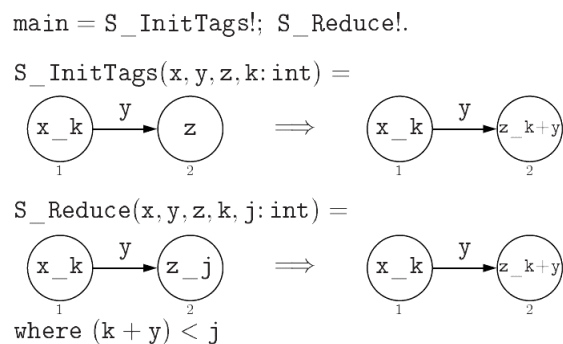 main = S_InitTags!; S_Reduce!.
S_InitTags(x, y, z, k: int) =
x_k y z ⟹ x_k y z_k+y
1 2 1 2
S_Reduce(x, y, z, k, j: int) =
x_k y z_j ⟹ x_k y z_k+y
1 2 1 2
where (k + y) < j